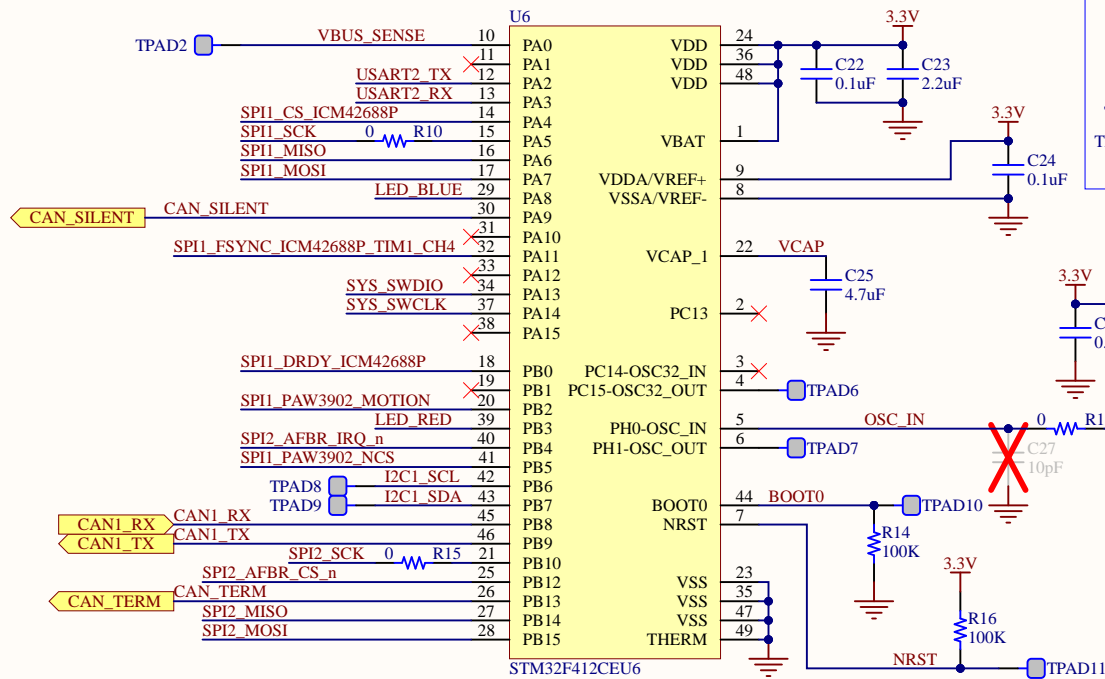 U6
TPAD2 VBUS_SENSE 10 PA0 VDD 24 3.3V
11 PA1 VDD 36
USART2_TX 12 PA2 VDD 48 C22 C23
USART2_RX 13 PA3 0.1uF 2.2uF
SPI1_CS_ICM42688P 14 PA4
SPI1_SCK 0 R10 15 PA5 VBAT 1 3.3V
SPI1_MISO 16 PA6 C24
SPI1_MOSI 17 PA7 VDDA/VREF+ 9 0.1uF
LED_BLUE 29 PA8 VSSA/VREF- 8
CAN_SILENT CAN_SILENT 30 PA9
31 PA10
SPI1_FSYNC_ICM42688P_TIM1_CH4 32 PA11 VCAP_1 22 VCAP
33 PA12 C25
SYS_SWDIO 34 PA13 4.7uF 3.3V
SYS_SWCLK 37 PA14 PC13 2
38 PA15
SPI1_DRDY_ICM42688P 18 PB0 PC14-OSC32_IN 3
19 PB1 PC15-OSC32_OUT 4 TPAD6
SPI1_PAW3902_MOTION 20 PB2
LED_RED 39 PB3 PH0-OSC_IN 5 OSC_IN 0
SPI2_AFBR_IRQ_n 40 PB4 PH1-OSC_OUT 6 TPAD7 C27
SPI1_PAW3902_NCS 41 PB5 10pF
TPAD8 I2C1_SCL 42 PB6
TPAD9 I2C1_SDA 43 PB7 BOOT0 44 BOOT0 TPAD10
CAN1_RX CAN1_RX 45 PB8 NRST 7
CAN1_TX CAN1_TX 46 PB9 R14
SPI2_SCK 0 R15 21 PB10 100K
SPI2_AFBR_CS_n 25 PB12 VSS 23 3.3V
CAN_TERM CAN_TERM 26 PB13 VSS 35
SPI2_MISO 27 PB14 VSS 47 R16
SPI2_MOSI 28 PB15 THERM 49 100K
STM32F412CEU6 NRST TPAD11